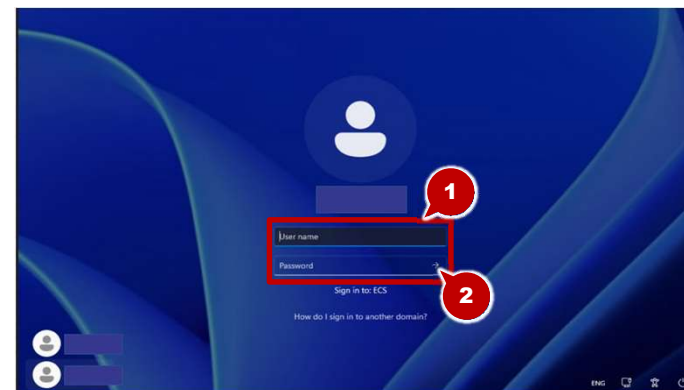 1
User name
Password
2
Sign in to: ECS
How do I sign in to another domain?
ENG